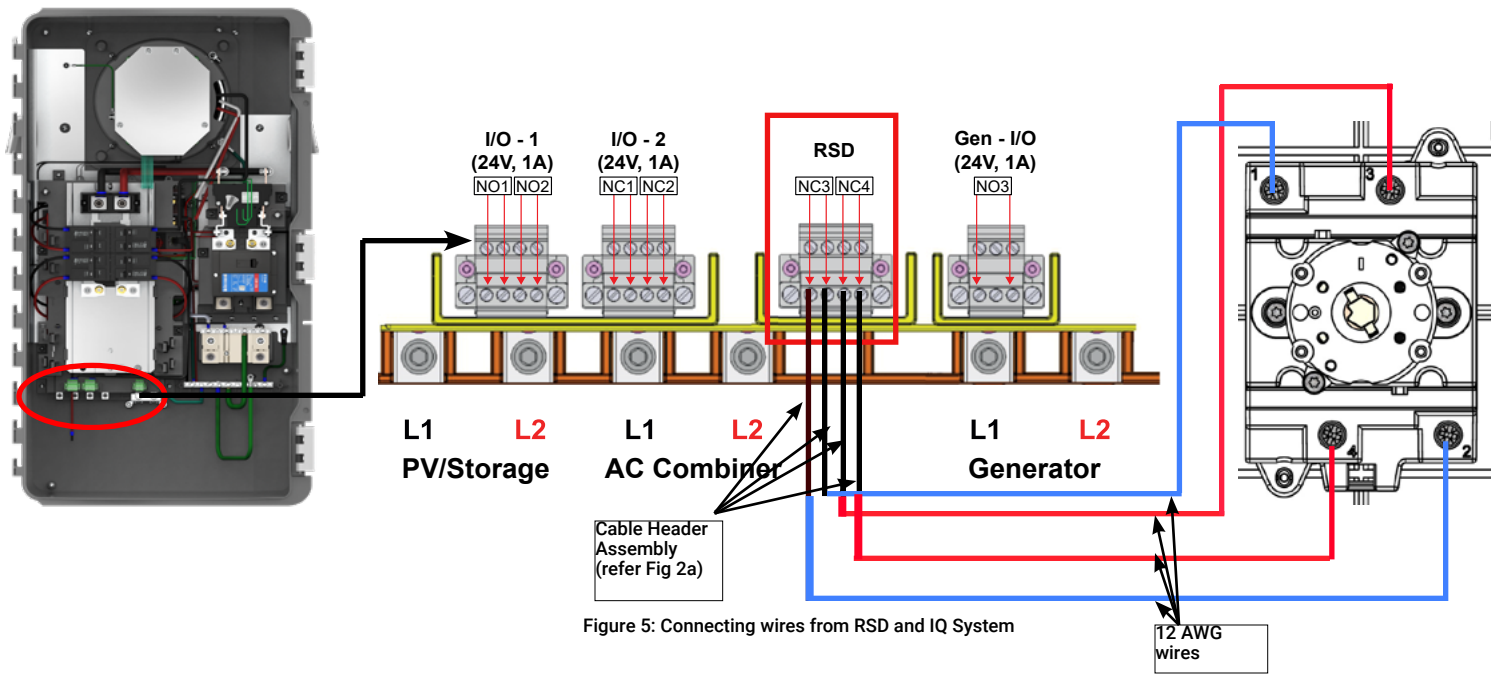 I/O - 1
(24V, 1A)
NO1 NO2
I/O - 2
(24V, 1A)
NC1 NC2
RSD
NC3 NC4
Gen - I/O
(24V, 1A)
NO3
1
3
I
4
2
L1 L2
PV/Storage
L1 L2
AC Combiner
L1 L2
Generator
Cable Header
Assembly
(refer Fig 2a)
12 AWG
wires
Figure 5: Connecting wires from RSD and IQ System